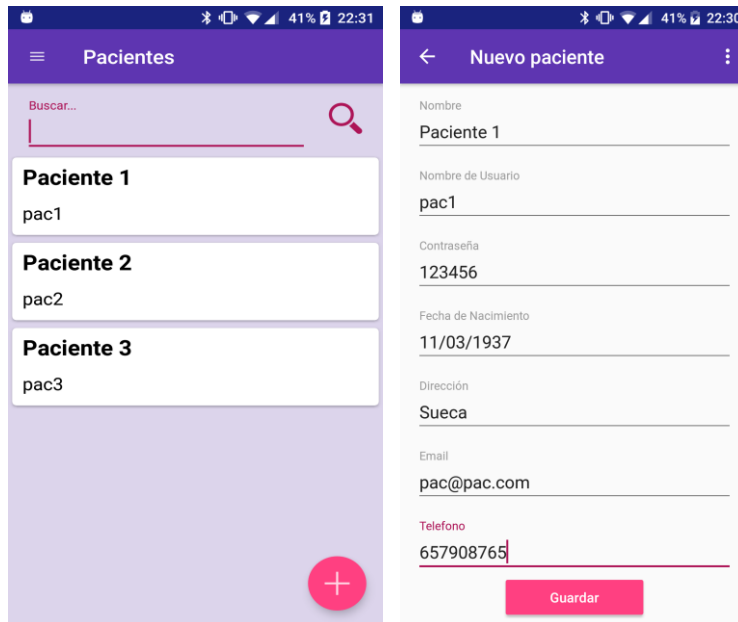 41% 22:31
Pacientes
Buscar...
Paciente 1
pac1
Paciente 2
pac2
Paciente 3
pac3
41% 22:30
Nuevo paciente
Nombre
Paciente 1
Nombre de Usuario
pac1
Contraseña
123456
Fecha de Nacimiento
11/03/1937
Dirección
Sueca
Email
pac@pac.com
Telefono
657908765
Guardar